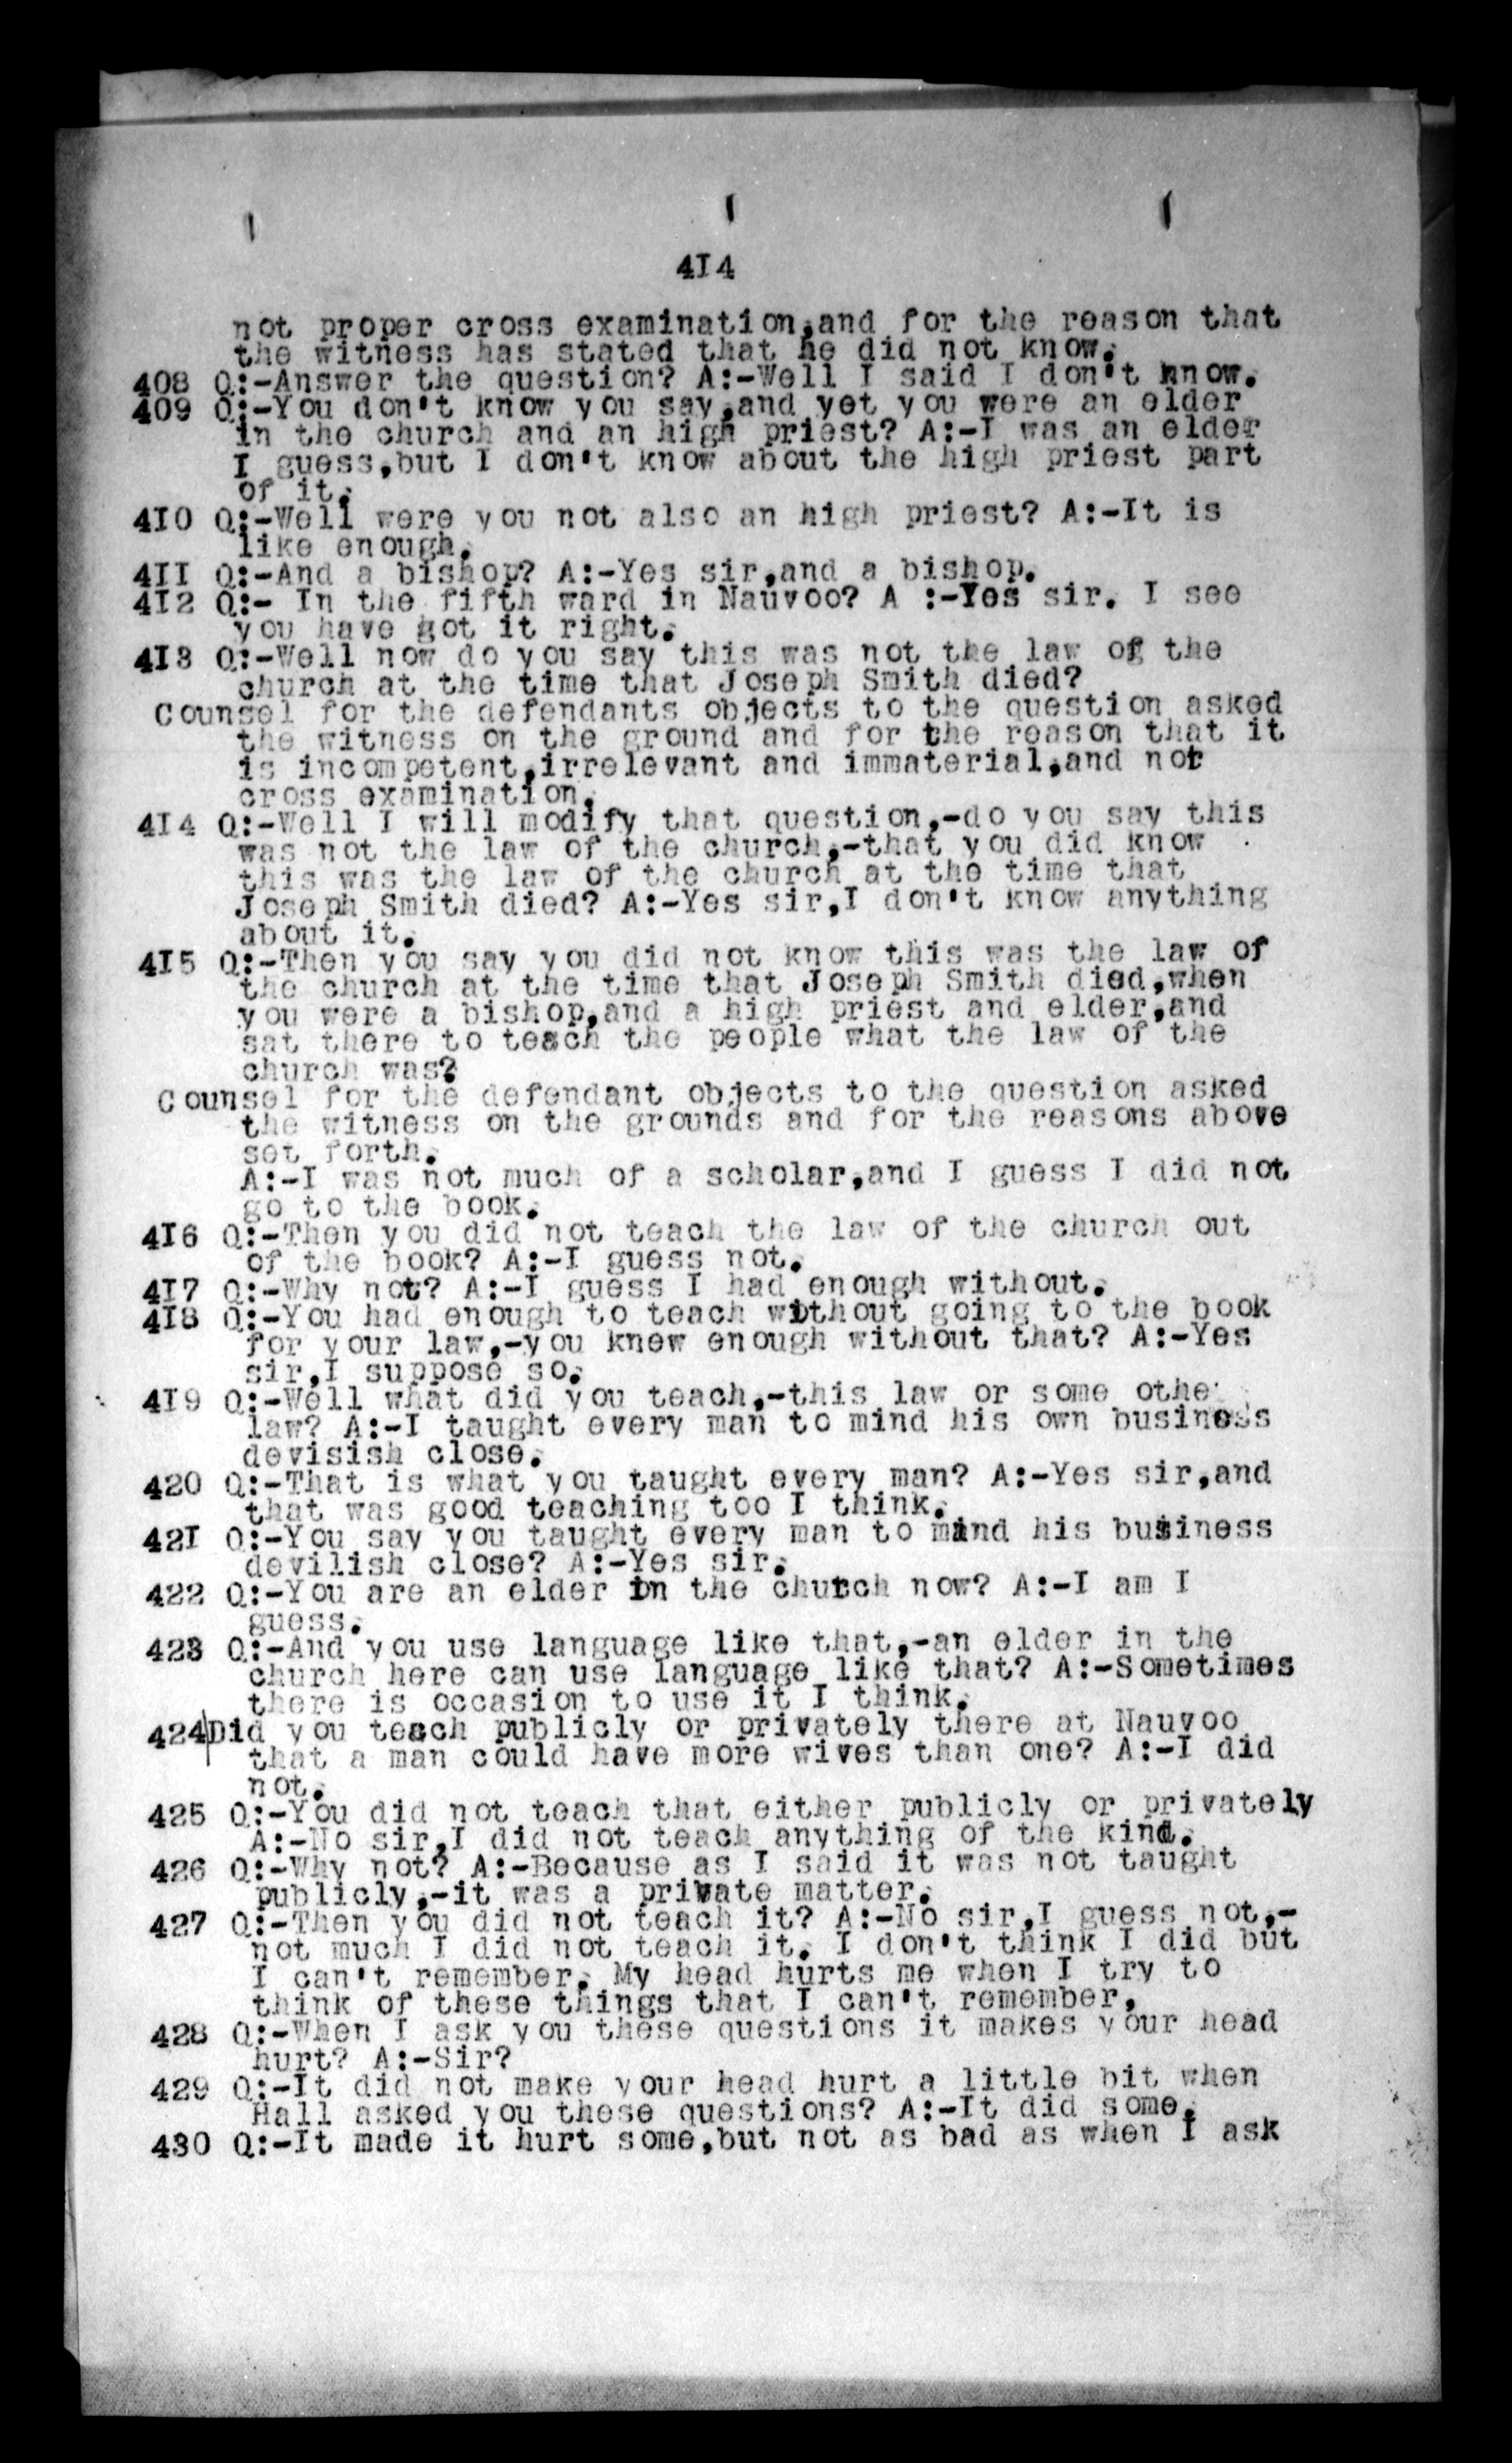 414
not proper cross examination,and for the reason that
the witness has stated that he did not know.
408 Q:-Answer the question? A:-Well I said I don't know.
409 Q:-You don't know you say,and yet you were an elder
in the church and an high priest? A:-I was an elder
I guess,but I don't know about the high priest part
of it.
410 Q:-Well were you not also an high priest? A:-It is
like enough.
411 Q:-And a bishop? A:-Yes sir,and a bishop.
412 Q:- In the fifth ward in Nauvoo? A :-Yes sir. I see
you have got it right.
413 Q:-Well now do you say this was not the law of the
church at the time that Joseph Smith died?
Counsel for the defendants objects to the question asked
the witness on the ground and for the reason that it
is incompetent,irrelevant and immaterial,and not
cross examination.
414 Q:-Well I will modify that question,-do you say this
was not the law of the church,-that you did know
this was the law of the church at the time that
Joseph Smith died? A:-Yes sir,I don't know anything
about it.
415 Q:-Then you say you did not know this was the law of
the church at the time that Joseph Smith died,when
you were a bishop,and a high priest and elder,and
sat there to teach the people what the law of the
church was?
Counsel for the defendant objects to the question asked
the witness on the grounds and for the reasons above
set forth.
A:-I was not much of a scholar,and I guess I did not
go to the book.
416 Q:-Then you did not teach the law of the church out
of the book? A:-I guess not.
417 Q:-Why not? A:-I guess I had enough without.
418 Q:-You had enough to teach without going to the book
for your law,-you knew enough without that? A:-Yes
sir,I suppose so.
419 Q:-Well what did you teach,-this law or some othe
law? A:-I taught every man to mind his own business
devisish close.
420 Q:-That is what you taught every man? A:-Yes sir,and
that was good teaching too I think.
421 Q:-You say you taught every man to mind his business
devilish close? A:-Yes sir.
422 Q:-You are an elder in the church now? A:-I am I
guess.
423 Q:-And you use language like that,-an elder in the
church here can use language like that? A:-Sometimes
there is occasion to use it I think.
424 Did you teach publicly or privately there at Nauvoo
that a man could have more wives than one? A:-I did
not.
425 Q:-You did not teach that either publicly or privately
A:-No sir,I did not teach anything of the kind.
426 Q:-Why not? A:-Because as I said it was not taught
publicly,-it was a private matter.
427 Q:-Then you did not teach it? A:-No sir,I guess not,-
not much I did not teach it. I don't think I did but
I can't remember. My head hurts me when I try to
think of these things that I can't remember,
428 Q:-When I ask you these questions it makes your head
hurt? A:-Sir?
429 Q:-It did not make your head hurt a little bit when
Hall asked you these questions? A:-It did some.
430 Q:-It made it hurt some,but not as bad as when I ask